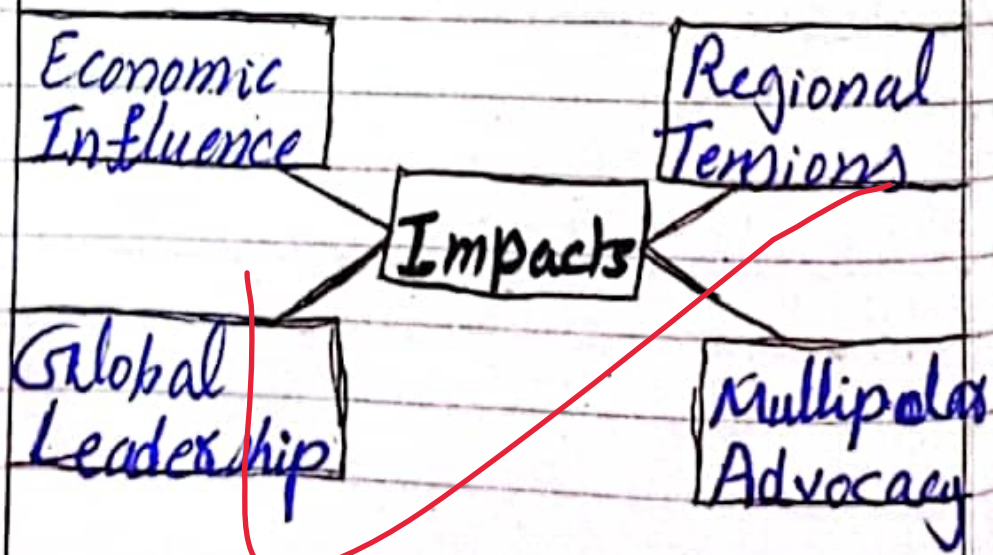 Economic
Influence
Regional
Tensions
Impacts
Global
Leadership
Multipolar
Advocacy